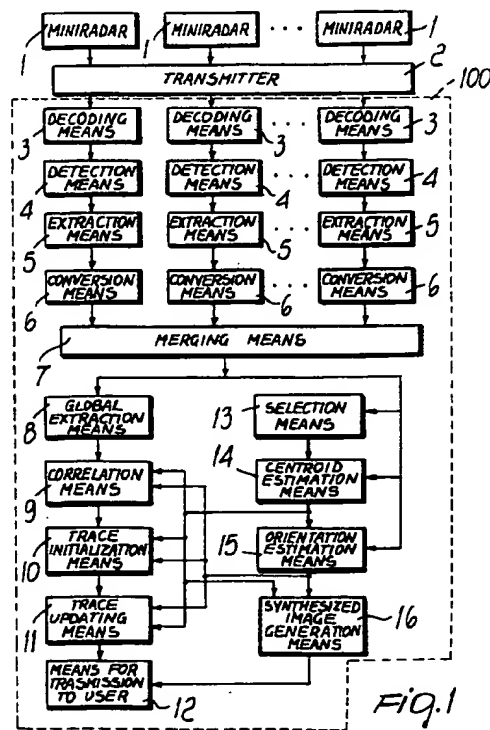 MINIRADAR MINIRADAR ... MINIRADAR
1 1 1
TRANSMITTER
2
100
DECODING MEANS
3
DECODING MEANS
3
...
DECODING MEANS
3
DETECTION MEANS
4
DETECTION MEANS
4
...
DETECTION MEANS
4
EXTRACTION MEANS
5
EXTRACTION MEANS
5
...
EXTRACTION MEANS
5
CONVERSION MEANS
6
CONVERSION MEANS
6
...
CONVERSION MEANS
6
MERGING MEANS
7
8
GLOBAL EXTRACTION MEANS
13
SELECTION MEANS
9
CORRELATION MEANS
14
CENTROID ESTIMATION MEANS
10
TRACE INITIALIZATION MEANS
15
ORIENTATION ESTIMATION MEANS
11
TRACE UPDATING MEANS
SYNTHESIZED IMAGE GENERATION MEANS
16
MEANS FOR TRASMISSION TO USER
12
Fig.1